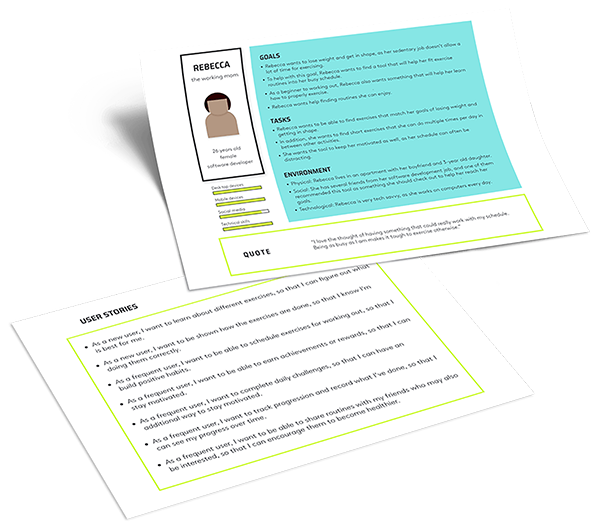 REBECCA
the working mom
26 years old
female
software developer
Desk top devices
Mobile devices
Social media
Technical skills
GOALS
• Rebecca wants to lose weight and get in shape, as her sedentary job doesn't allow a
lot of time for exercising.
• To help with this goal, Rebecca wants to find a tool that will help her fit exercise
routines into her busy schedule.
• As a beginner to working out, Rebecca also wants something that will help her learn
how to properly exercise.
• Rebecca wants help finding routines she can enjoy.
TASKS
• Rebecca wants to be able to find exercises that match her goals of losing weight and
getting in shape.
• In addition, she wants to find short exercises that she can do multiple times per day in
between other activities.
• She wants the tool to keep her motivated as well, as her schedule can often be
distracting.
ENVIRONMENT
• Physical: Rebecca lives in an apartment with her boyfriend and 3-year old daughter.
• Social: She has several friends from her software development job, and one of them
recommended this tool as something she should check out to help her reach her
goals.
• Technological: Rebecca is very tech savvy, as she works on computers every day.
QUOTE
"I love the thought of having something that could really work with my schedule.
Being as busy as I am makes it tough to exercise otherwise."
USER STORIES
• As a new user, I want to learn about different exercises, so that I can figure out what
is best for me.
• As a new user, I want to be shown how the exercises are done, so that I know I'm
doing them correctly.
• As a frequent user, I want to be able to schedule exercises for working out, so that I
build positive habits.
• As a frequent user, I want to be able to earn achievements or rewards, so that I can
stay motivated.
• As a frequent user, I want to complete daily challenges, so that I can have an
additional way to stay motivated.
• As a frequent user, I want to track progression and record what I've done, so that I
can see my progress over time.
• As a frequent user, I want to be able to share routines with my friends who may also
be interested, so that I can encourage them to become healthier.